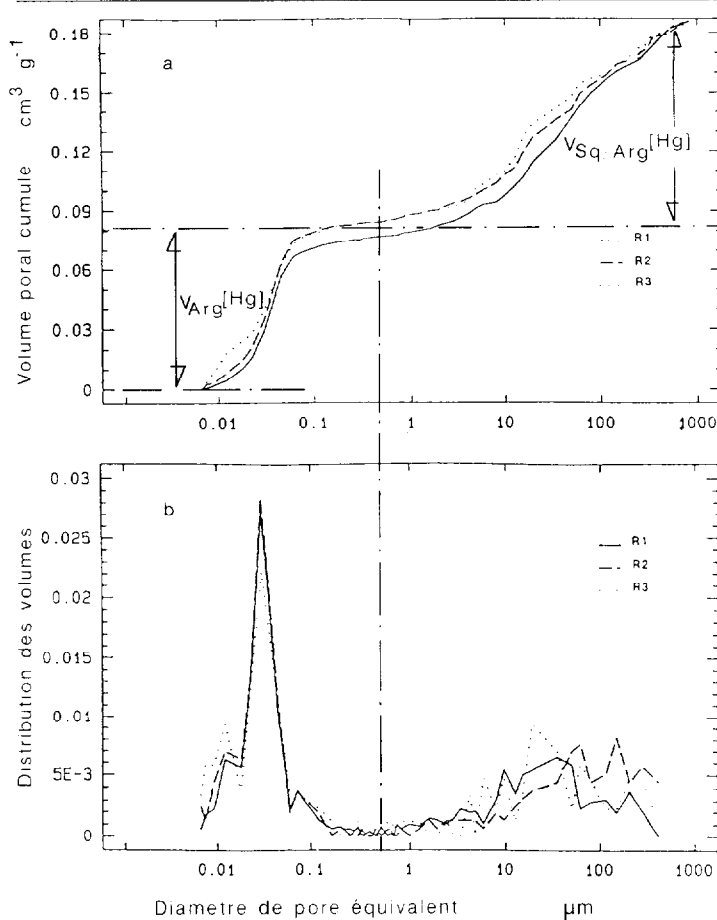 a
Volume poral cumule cm³ g⁻¹
0.18
0.15
0.12
0.09
0.06
0.03
0
V Sq Arg [Hg]
V Arg [Hg]
R1
R2
R3
0.01 0.1 1 10 100 1000
b
Distribution des volumes
0.03
0.025
0.02
0.015
0.01
5E-3
0
R1
R2
R3
0.01 0.1 1 10 100 1000
Diametre de pore équivalent µm